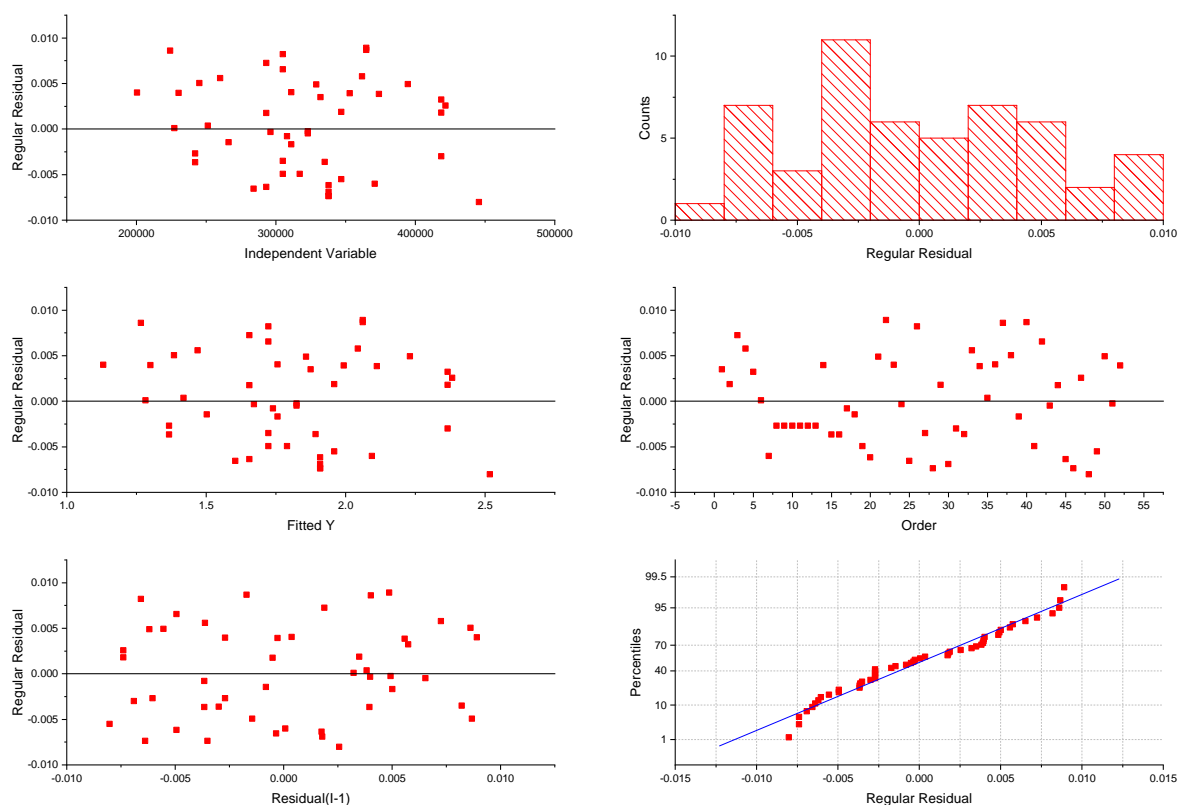 0.010
0.005
0.000
-0.005
-0.010
Regular Residual
200000 300000 400000 500000
Independent Variable
10
5
0
Counts
-0.010 -0.005 0.000 0.005 0.010
Regular Residual
0.010
0.005
0.000
-0.005
-0.010
Regular Residual
1.0 1.5 2.0 2.5
Fitted Y
0.010
0.005
0.000
-0.005
-0.010
Regular Residual
-5 0 5 10 15 20 25 30 35 40 45 50 55
Order
0.010
0.005
0.000
-0.005
-0.010
Regular Residual
-0.010 -0.005 0.000 0.005 0.010
Residual(I-1)
99.5
95
70
40
10
1
Percentiles
-0.015 -0.010 -0.005 0.000 0.005 0.010 0.015
Regular Residual